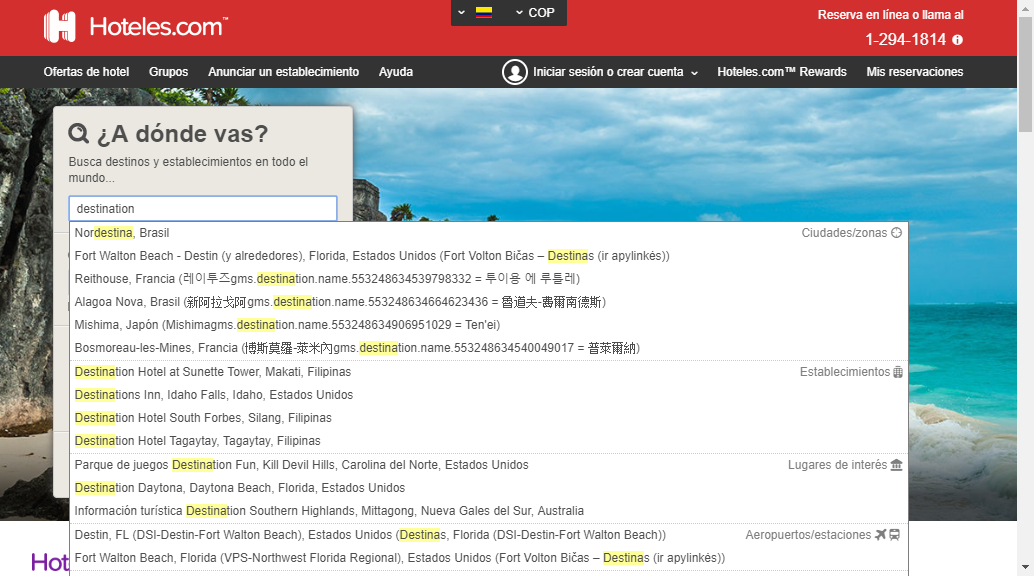 Hoteles.com™
COP
Reserva en línea o llama al
1-294-1814
Ofertas de hotel Grupos Anunciar un establecimiento Ayuda Iniciar sesión o crear cuenta Hoteles.com™ Rewards Mis reservaciones
¿A dónde vas?
Busca destinos y establecimientos en todo el
mundo...
destination
Nordestina, Brasil Ciudades/zonas
Fort Walton Beach - Destin (y alrededores), Florida, Estados Unidos (Fort Volton Bičas – Destinas (ir apylinkės))
Reithouse, Francia (레이투즈gms.destination.name.553248634539798332 = 투이용 에 루틀레)
Alagoa Nova, Brasil (新阿拉戈阿gms.destination.name.553248634664623436 = 魯道夫-費爾南德斯)
Mishima, Japón (Mishimagms.destination.name.553248634906951029 = Ten'ei)
Bosmoreau-les-Mines, Francia (博斯莫羅-萊米內gms.destination.name.553248634540049017 = 普萊爾納)
Destination Hotel at Sunette Tower, Makati, Filipinas Establecimientos
Destinations Inn, Idaho Falls, Idaho, Estados Unidos
Destination Hotel South Forbes, Silang, Filipinas
Destination Hotel Tagaytay, Tagaytay, Filipinas
Parque de juegos Destination Fun, Kill Devil Hills, Carolina del Norte, Estados Unidos Lugares de interés
Destination Daytona, Daytona Beach, Florida, Estados Unidos
Información turística Destination Southern Highlands, Mittagong, Nueva Gales del Sur, Australia
Destin, FL (DSI-Destin-Fort Walton Beach), Estados Unidos (Destinas, Florida (DSI-Destin-Fort Walton Beach)) Aeropuertos/estaciones
Fort Walton Beach, Florida (VPS-Northwest Florida Regional), Estados Unidos (Fort Volton Bičas – Destinas (ir apylinkės))
Hot